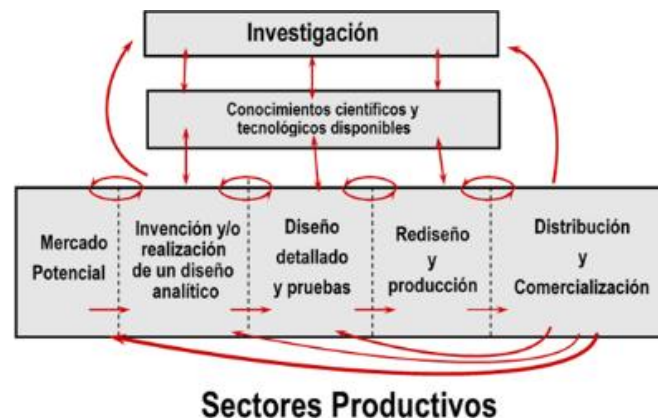 Investigación
Conocimientos científicos y
tecnológicos disponibles
Mercado
Potencial
Invención y/o
realización
de un diseño
analítico
Diseño
detallado
y pruebas
Rediseño
y
producción
Distribución
y
Comercialización
Sectores Productivos